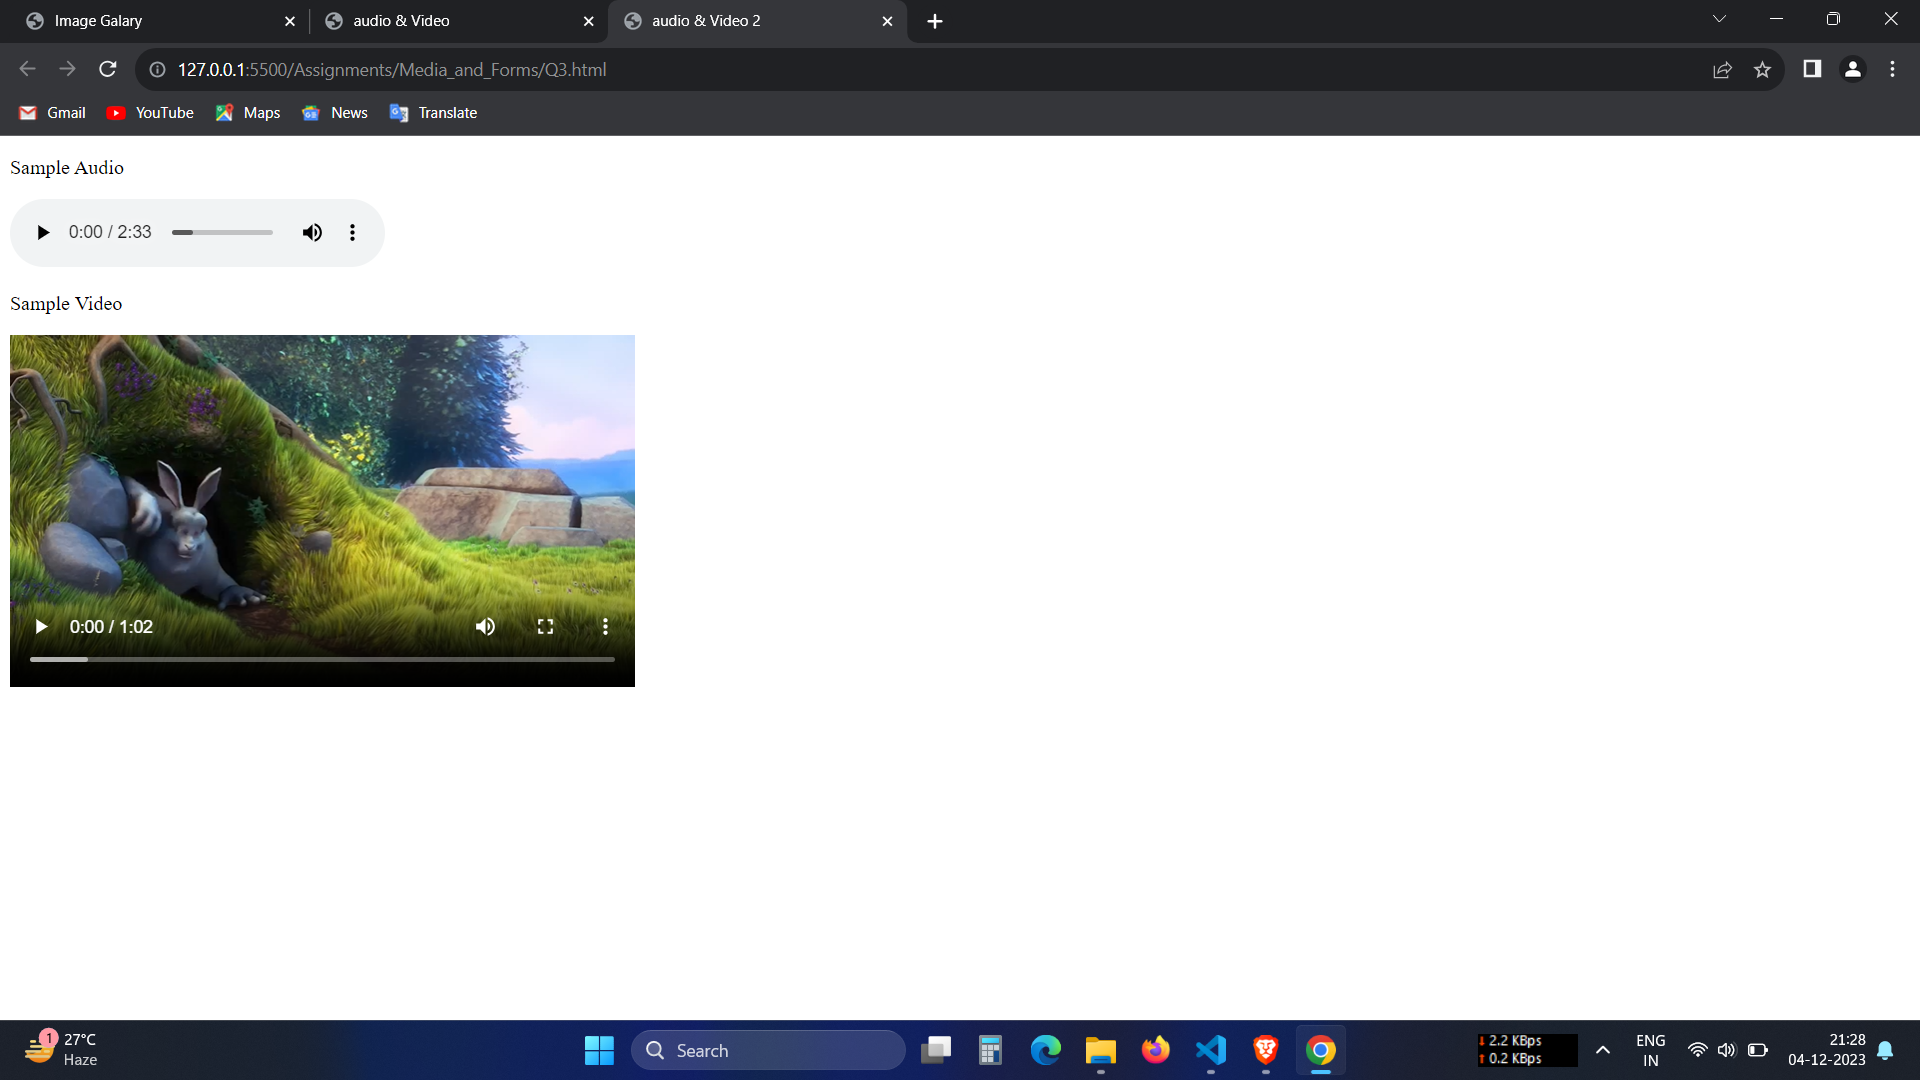 Image Galary
audio & Video
audio & Video 2
127.0.0.1:5500/Assignments/Media_and_Forms/Q3.html
Gmail
YouTube
Maps
News
Translate
Sample Audio
0:00 / 2:33
Sample Video
0:00 / 1:02
1
27°C
Haze
Search
2.2 KBps
0.2 KBps
ENG
IN
21:28
04-12-2023